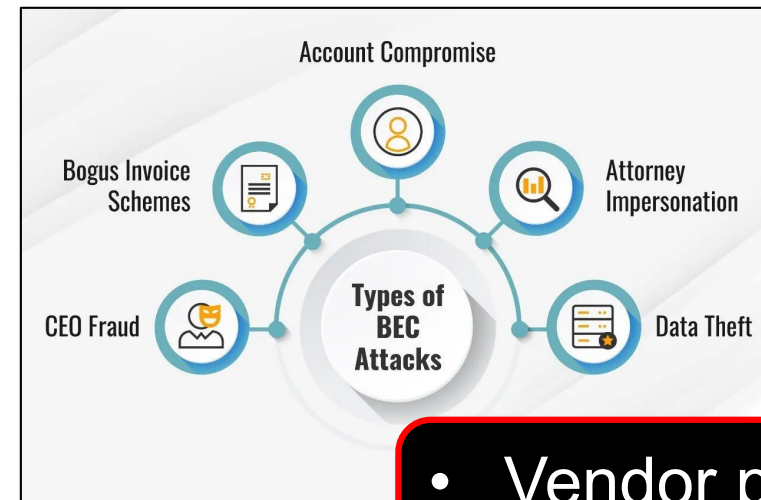 Account Compromise
Bogus Invoice
Schemes
Attorney
Impersonation
CEO Fraud
Types of
BEC
Attacks
Data Theft
• Vendor